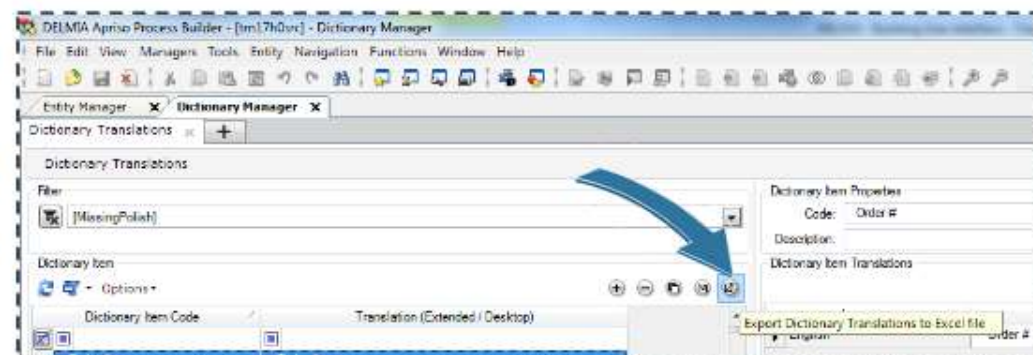 DELMIA Apriso Process Builder - [tm17h0src] - Dictionary Manager
File Edit View Managers Tools Entity Navigation Functions Window Help
Entity Manager Dictionary Manager
Dictionary Translations
Dictionary Translations
Filter
[MissingPolish]
Dictionary Item
Options
Dictionary Item Code Translation (Extended / Desktop)
Dictionary Item Properties
Code: Order #
Description:
Dictionary Item Translations
Export Dictionary Translations to Excel file
English Order #